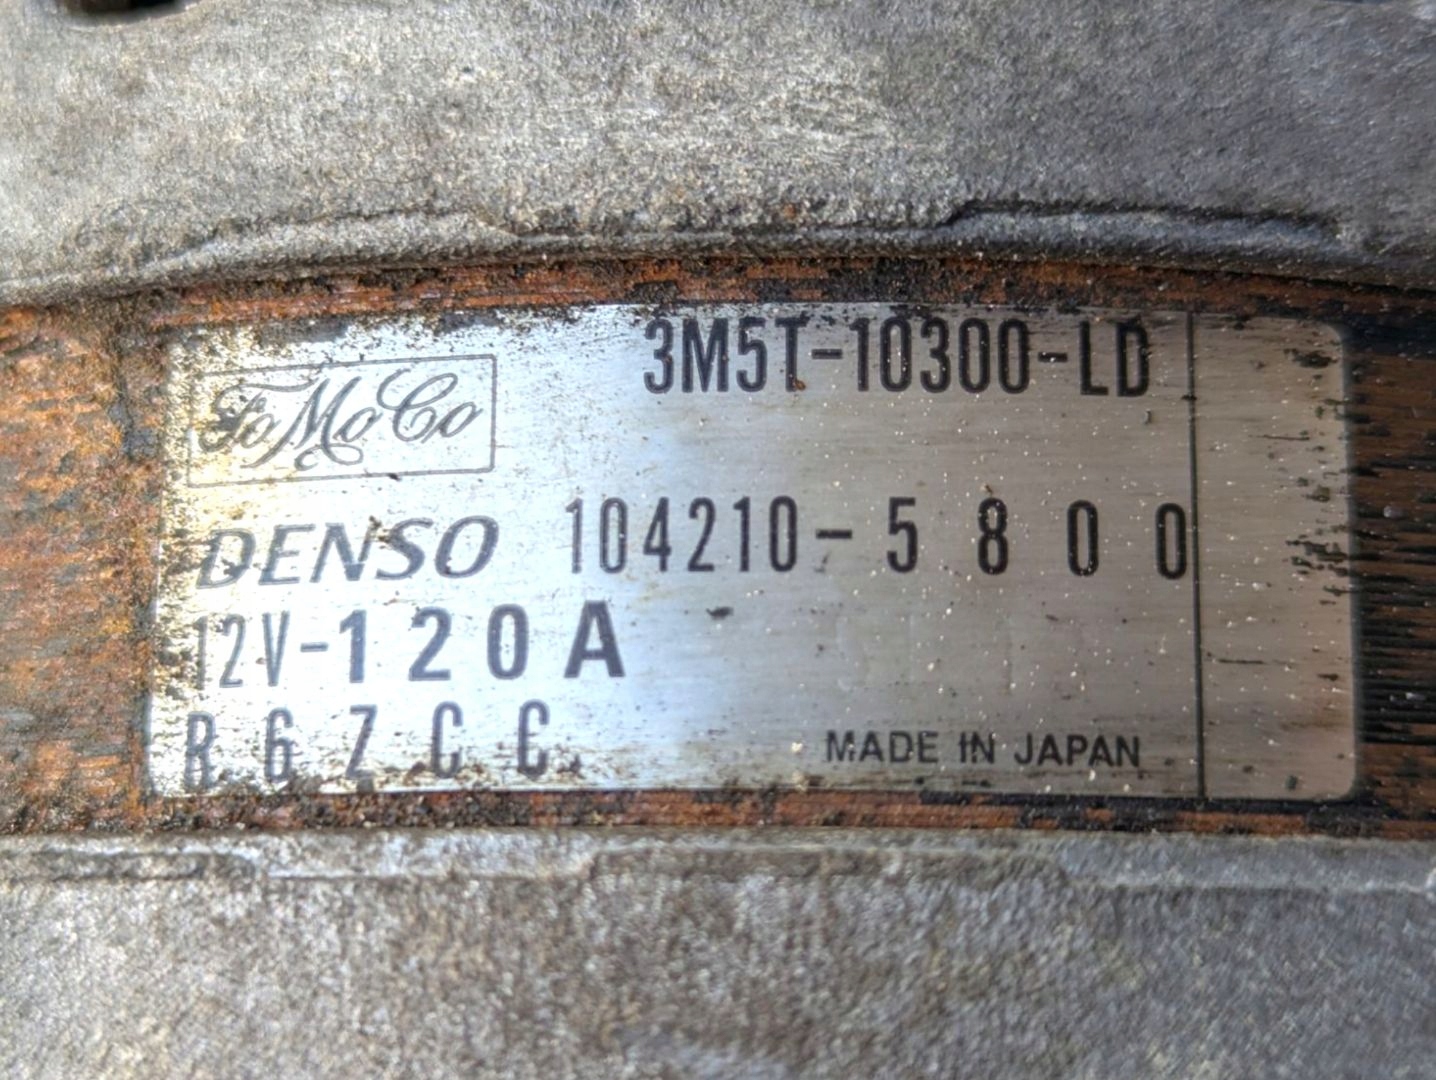 3M5T-10300-LD
FoMoCo
DENSO 104210-5800
12V-120A
R6ZCC
MADE IN JAPAN